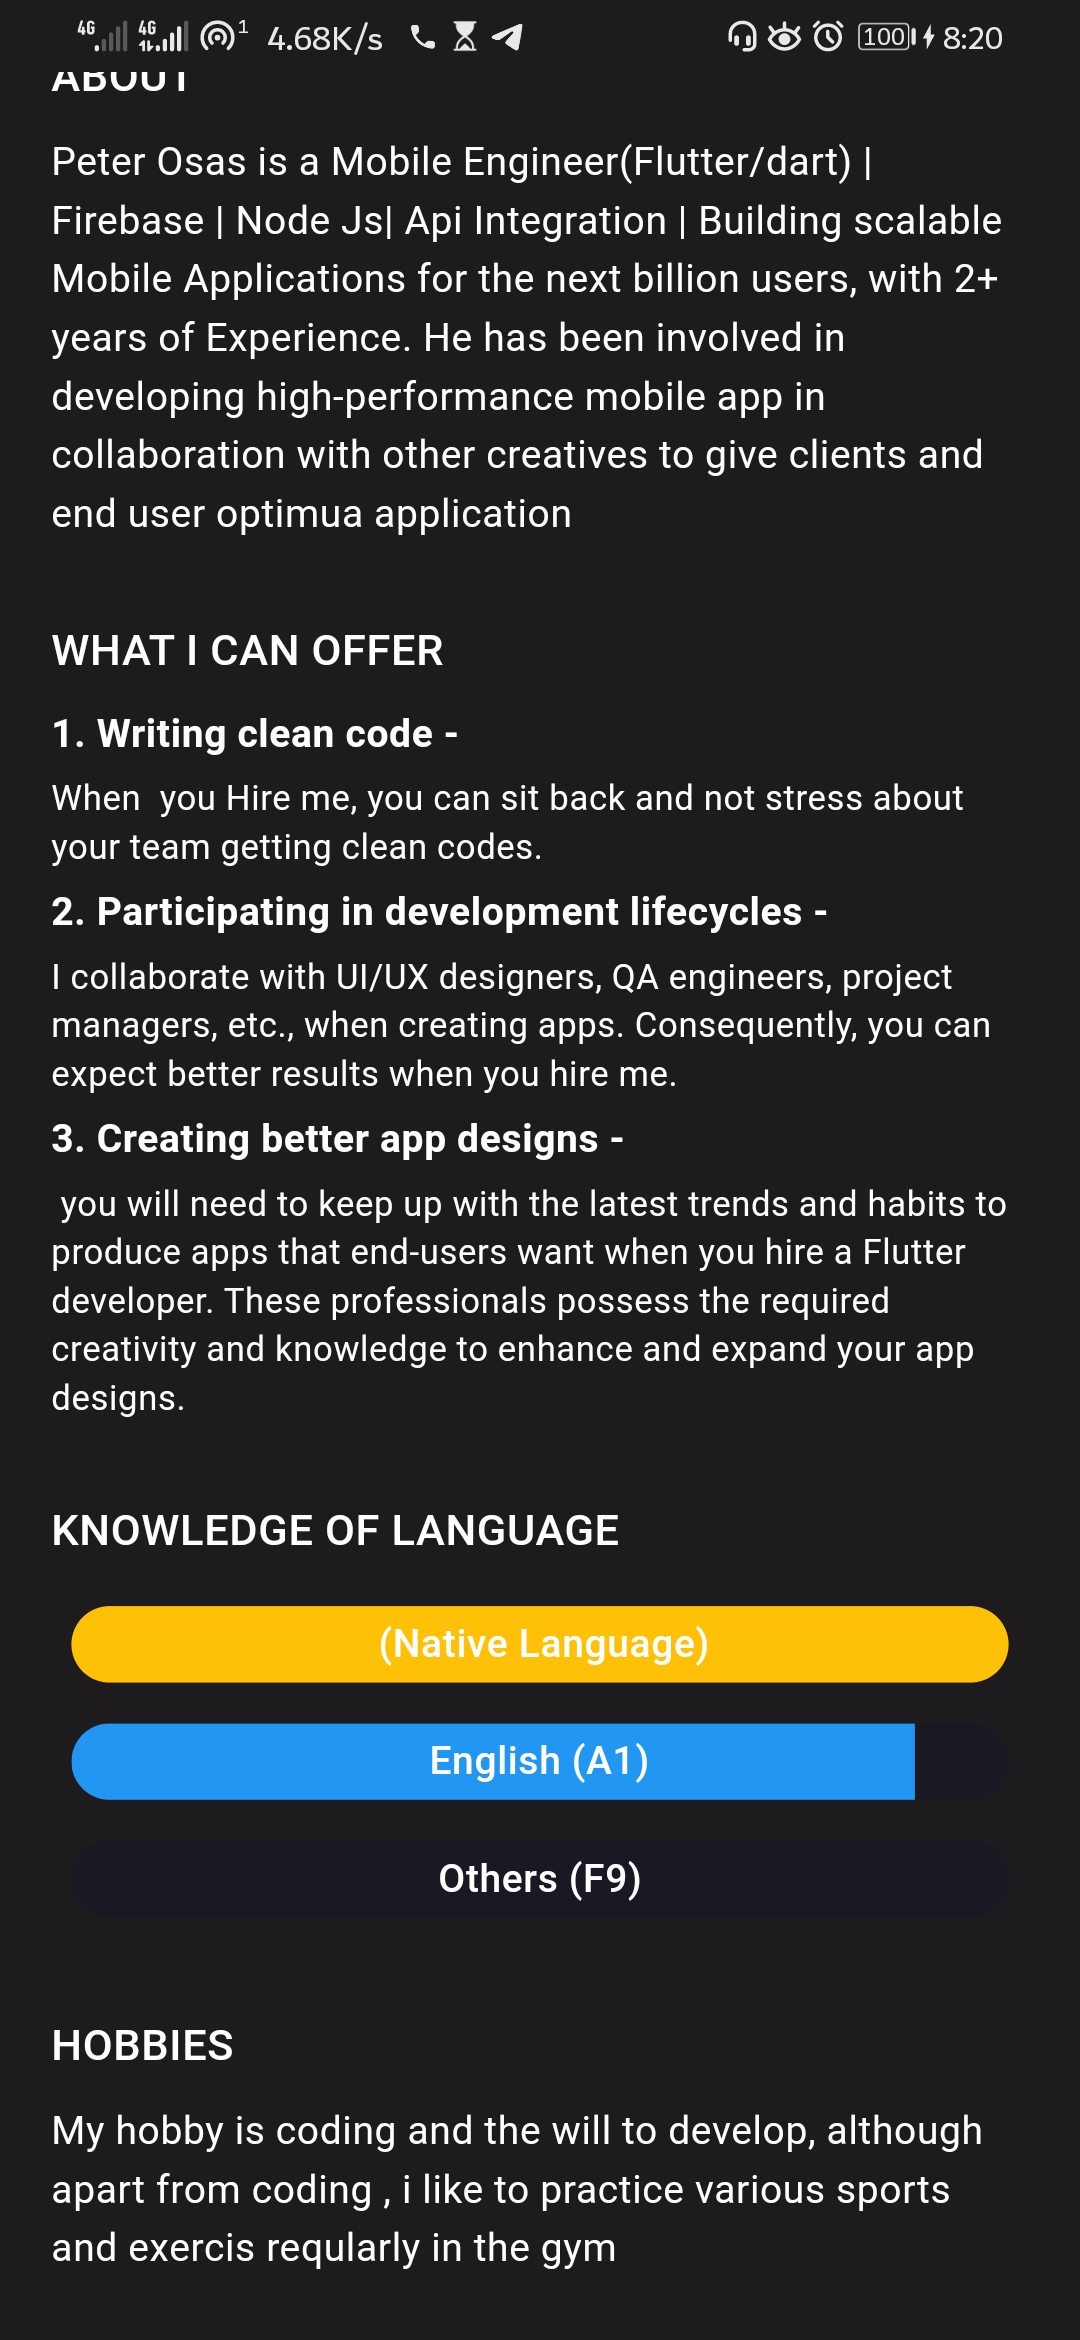 4G 4G 1 4.68K/s 100 8:20
ABOUT
Peter Osas is a Mobile Engineer(Flutter/dart) |
Firebase | Node Js| Api Integration | Building scalable
Mobile Applications for the next billion users, with 2+
years of Experience. He has been involved in
developing high-performance mobile app in
collaboration with other creatives to give clients and
end user optimua application
WHAT I CAN OFFER
1. Writing clean code -
When  you Hire me, you can sit back and not stress about
your team getting clean codes.
2. Participating in development lifecycles -
I collaborate with UI/UX designers, QA engineers, project
managers, etc., when creating apps. Consequently, you can
expect better results when you hire me.
3. Creating better app designs -
you will need to keep up with the latest trends and habits to
produce apps that end-users want when you hire a Flutter
developer. These professionals possess the required
creativity and knowledge to enhance and expand your app
designs.
KNOWLEDGE OF LANGUAGE
(Native Language)
English (A1)
Others (F9)
HOBBIES
My hobby is coding and the will to develop, although
apart from coding , i like to practice various sports
and exercis reqularly in the gym